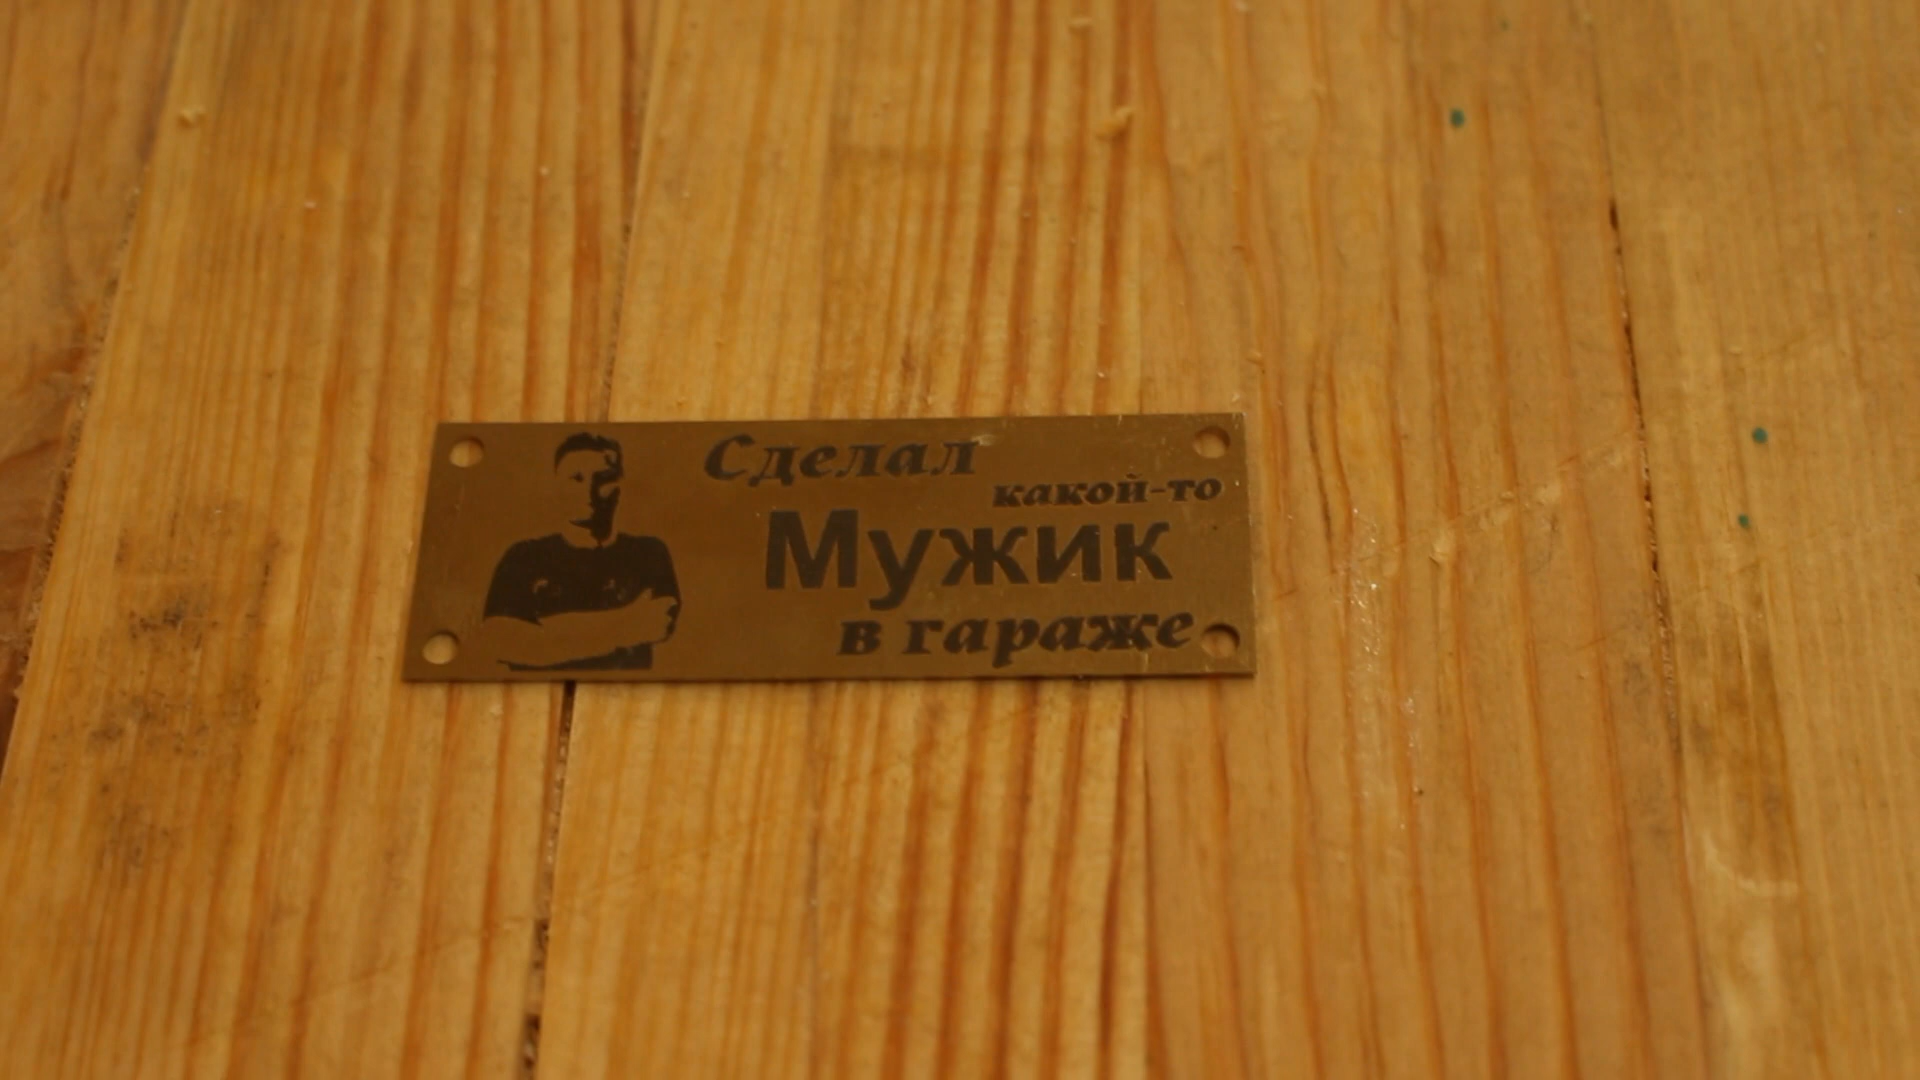 Сделал
какой-то
Мужик
в гараже